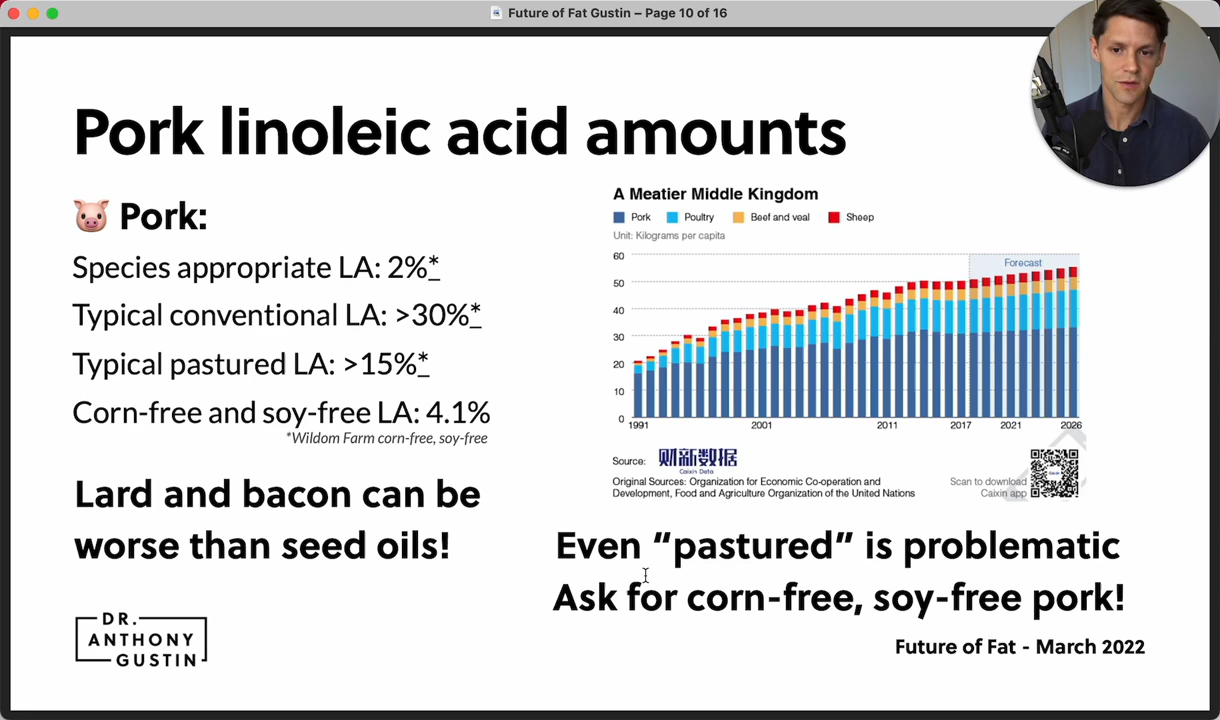 Future of Fat Gustin – Page 10 of 16
Pork linoleic acid amounts
Pork:
Species appropriate LA: 2%*
Typical conventional LA: >30%*
Typical pastured LA: >15%*
Corn-free and soy-free LA: 4.1%
*Wildom Farm corn-free, soy-free
Lard and bacon can be
worse than seed oils!
DR.
ANTHONY
GUSTIN
A Meatier Middle Kingdom
Pork Poultry Beef and veal Sheep
Unit: Kilograms per capita
Forecast
60
50
40
30
20
10
0
1991 2001 2011 2017 2021 2026
Source: 财新数据
Caixin Data
Original Sources: Organization for Economic Co-operation and
Development, Food and Agriculture Organization of the United Nations
Scan to download
Caixin app
Even “pastured” is problematic
Ask for corn-free, soy-free pork!
Future of Fat - March 2022